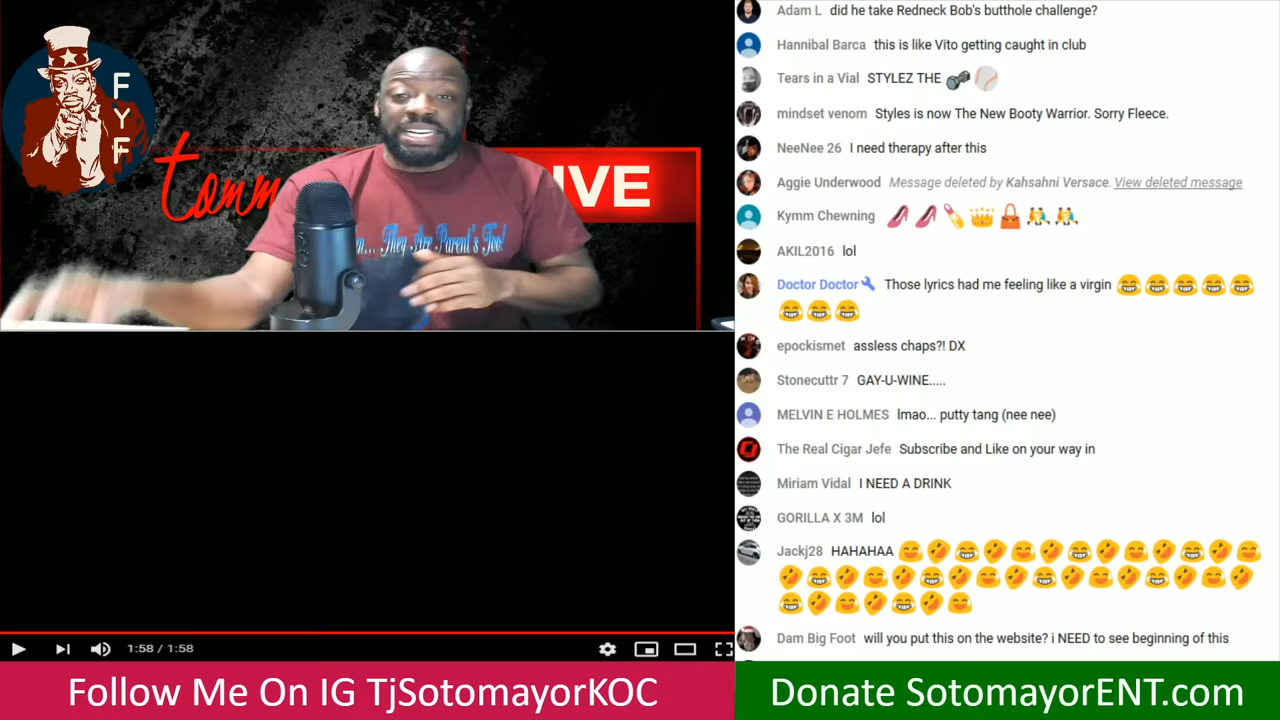 F
Y
F
tomm
IVE
en... They Are Parent's Too!
1:58 / 1:58
Follow Me On IG TjSotomayorKOC
Adam L did he take Redneck Bob's butthole challenge?
Hannibal Barca this is like Vito getting caught in club
Tears in a Vial STYLEZ THE
mindset venom Styles is now The New Booty Warrior. Sorry Fleece.
NeeNee 26 I need therapy after this
Aggie Underwood Message deleted by Kahsahni Versace. View deleted message
Kymm Chewning 👠👠💄👑👜🤼🤼
AKIL2016 lol
Doctor Doctor Those lyrics had me feeling like a virgin 😂😂😂😂😂
😂😂😂
epockismet assless chaps?! DX
Stonecuttr 7 GAY-U-WINE.....
MELVIN E HOLMES lmao... putty tang (nee nee)
The Real Cigar Jefe Subscribe and Like on your way in
Miriam Vidal I NEED A DRINK
GORILLA X 3M lol
Jackj28 HAHAHAA 😄🤣😂🤣😄🤣😂🤣😄🤣😂🤣😄
🤣😂🤣😄🤣😂🤣😄🤣😂🤣😄🤣😂🤣😄🤣
😂🤣😄🤣😂🤣😄
Dam Big Foot will you put this on the website? i NEED to see beginning of this
Donate SotomayorENT.com